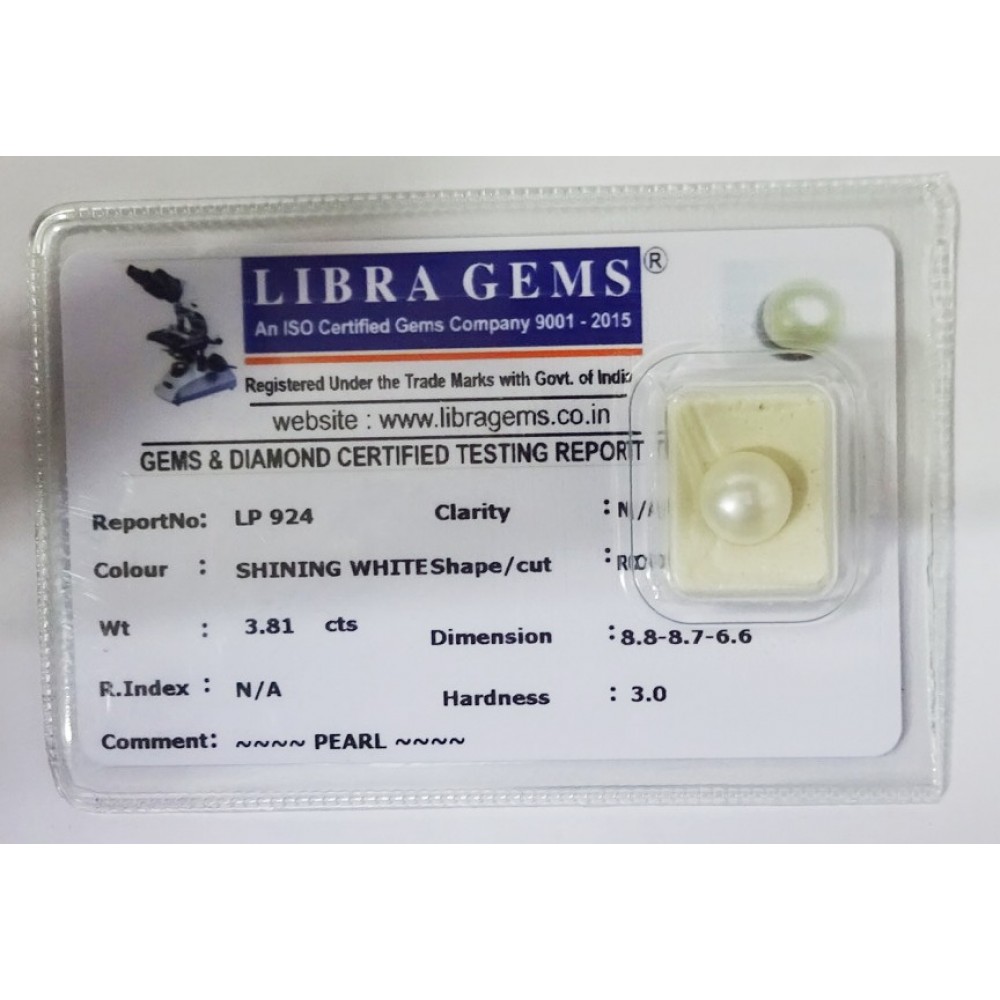 LIBRA GEMS ®
An ISO Certified Gems Company 9001 - 2015
Registered Under the Trade Marks with Govt. of India
website : www.libragems.co.in
GEMS & DIAMOND CERTIFIED TESTING REPORT
ReportNo: LP 924 Clarity : N/A
Colour : SHINING WHITE Shape/cut :
Wt : 3.81 cts Dimension : 8.8-8.7-6.6
R.Index : N/A Hardness : 3.0
Comment: ~~~~ PEARL ~~~~